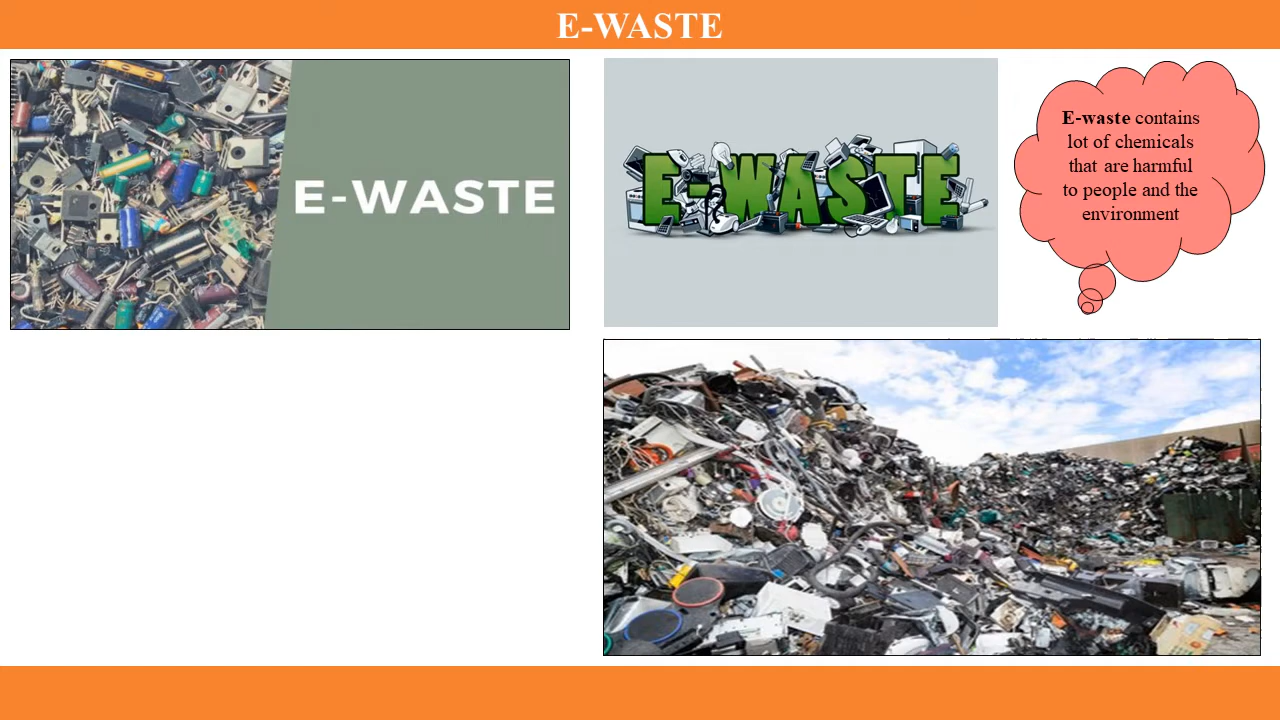 E-WASTE
E-WASTE
E-WASTE
E-waste contains
lot of chemicals
that are harmful
to people and the
environment